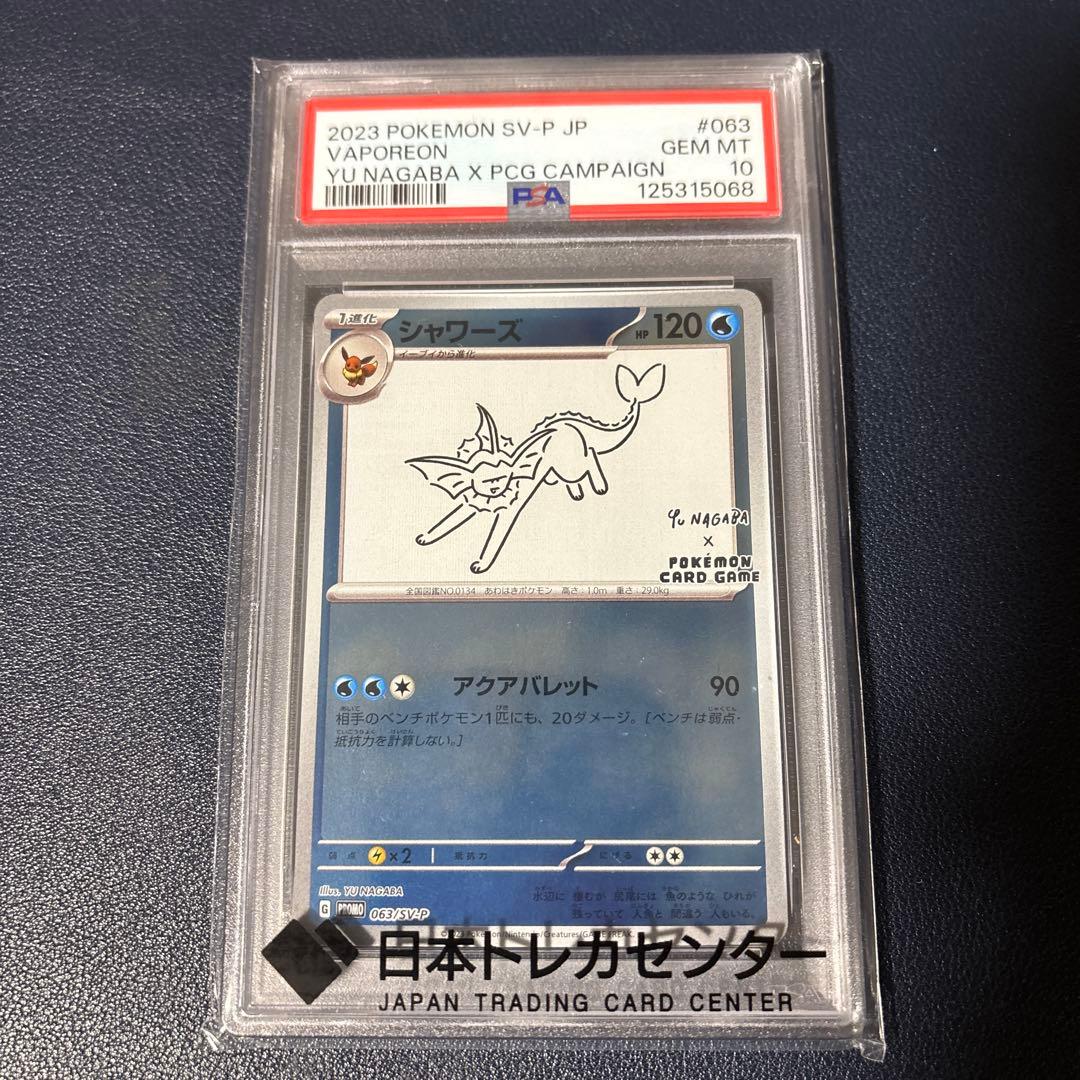 2023 POKEMON SV-P JP #063
VAPOREON GEM MT
YU NAGABA X PCG CAMPAIGN 10
PSA 125315068
1進化 シャワーズ HP 120
イーブイから進化
YU NAGABA
X
POKÉMON
CARD GAME
全国図鑑NO.0134 あわはきポケモン 高さ:1.0m 重さ:29.0kg
アクアバレット 90
相手のベンチポケモン1匹にも、20ダメージ。[ベンチは弱点・
抵抗力を計算しない。]
弱点 ×2 抵抗力 にげる
Illus. YU NAGABA
水辺に 棲むが 尻尾には 魚のような ひれが
G PROMO 063/SV-P
残っていて 人魚と 間違う 人もいる。
©2023 Pokémon/Nintendo/Creatures/GAME FREAK.
日本トレカセンター
JAPAN TRADING CARD CENTER